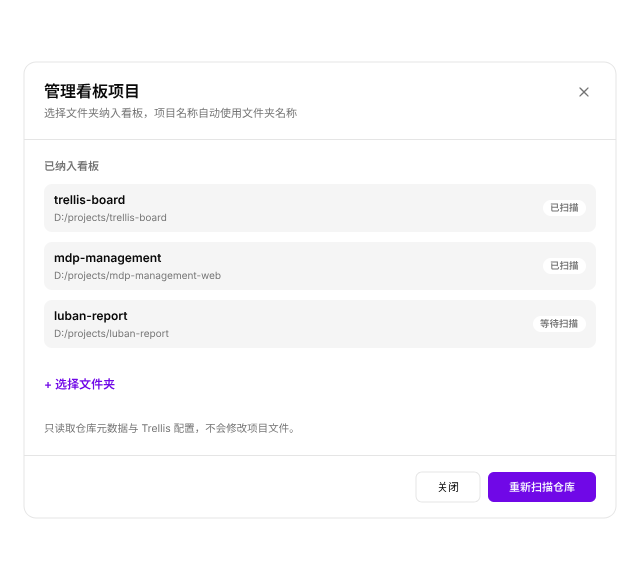 管理看板项目
选择文件夹纳入看板，项目名称自动使用文件夹名称
已纳入看板
trellis-board
D:/projects/trellis-board
已扫描
mdp-management
D:/projects/mdp-management-web
已扫描
luban-report
D:/projects/luban-report
等待扫描
+ 选择文件夹
只读取仓库元数据与 Trellis 配置，不会修改项目文件。
关闭
重新扫描仓库